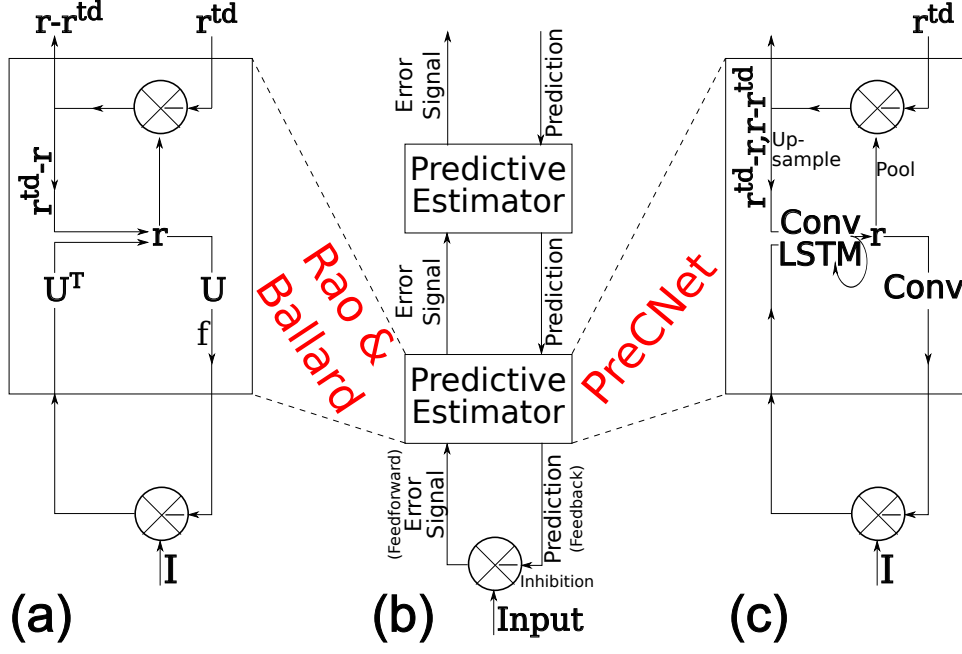 r-r^td
r^td
r^td-r
r
U^T
U
f
I
(a)
Rao &
Ballard
Error
Signal
Prediction
Predictive
Estimator
Error
Signal
Prediction
Predictive
Estimator
(Feedforward)
Error
Signal
Prediction
(Feedback)
Inhibition
Input
(b)
PreCNet
r^td
r^td-r,r-r^td
Up-
sample
Pool
Conv
LSTM
r
Conv
I
(c)